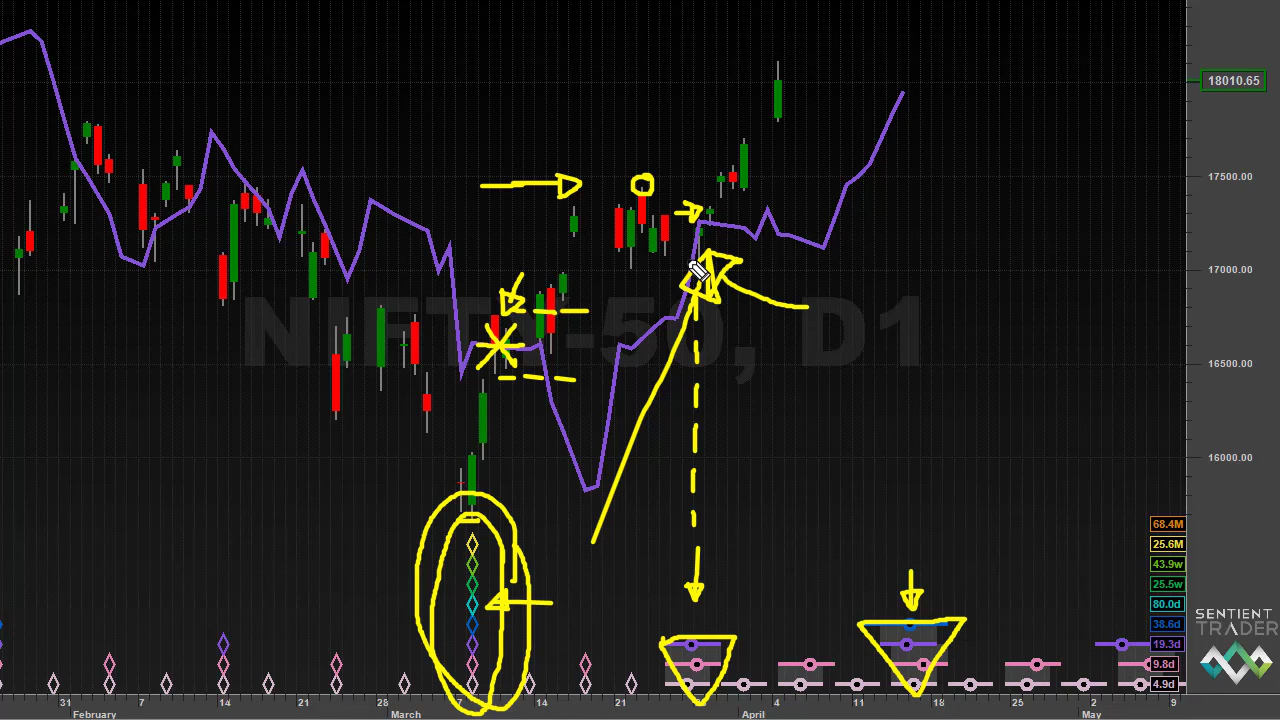 NIFTY-50, D1
18010.65
17500.00
17000.00
16500.00
16000.00
68.4M
25.6M
43.9w
25.5w
80.0d
38.6d
19.3d
9.8d
4.9d
SENTIENT
TRADER
31 7 14 21 28 7 14 21 4 11 18 25 2 9
February March April May